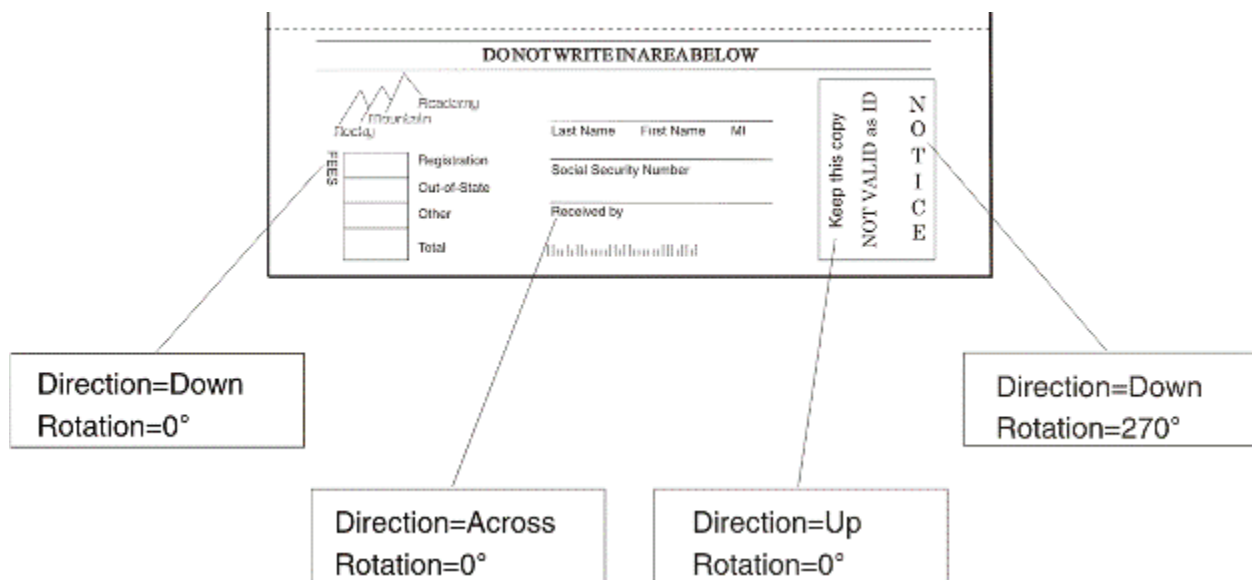 DO NOT WRITE IN AREA BELOW
Rocky
Mountain
Academy
FEES
Registration
Out-of-State
Other
Total
Last Name First Name MI
Social Security Number
Received by
Keep this copy
NOT VALID as ID
NOTICE
Direction=Down
Rotation=0°
Direction=Across
Rotation=0°
Direction=Up
Rotation=0°
Direction=Down
Rotation=270°